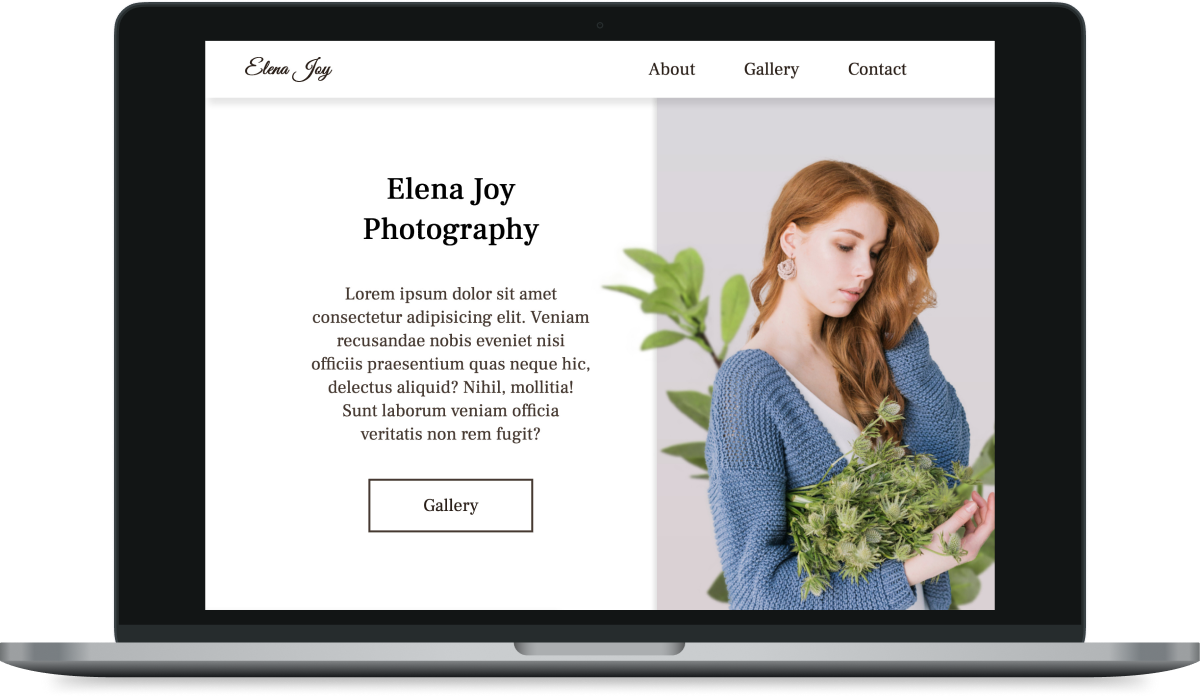 Elena Joy
About
Gallery
Contact
Elena Joy
Photography
Lorem ipsum dolor sit amet
consectetur adipisicing elit. Veniam
recusandae nobis eveniet nisi
officiis praesentium quas neque hic,
delectus aliquid? Nihil, mollitia!
Sunt laborum veniam officia
veritatis non rem fugit?
Gallery